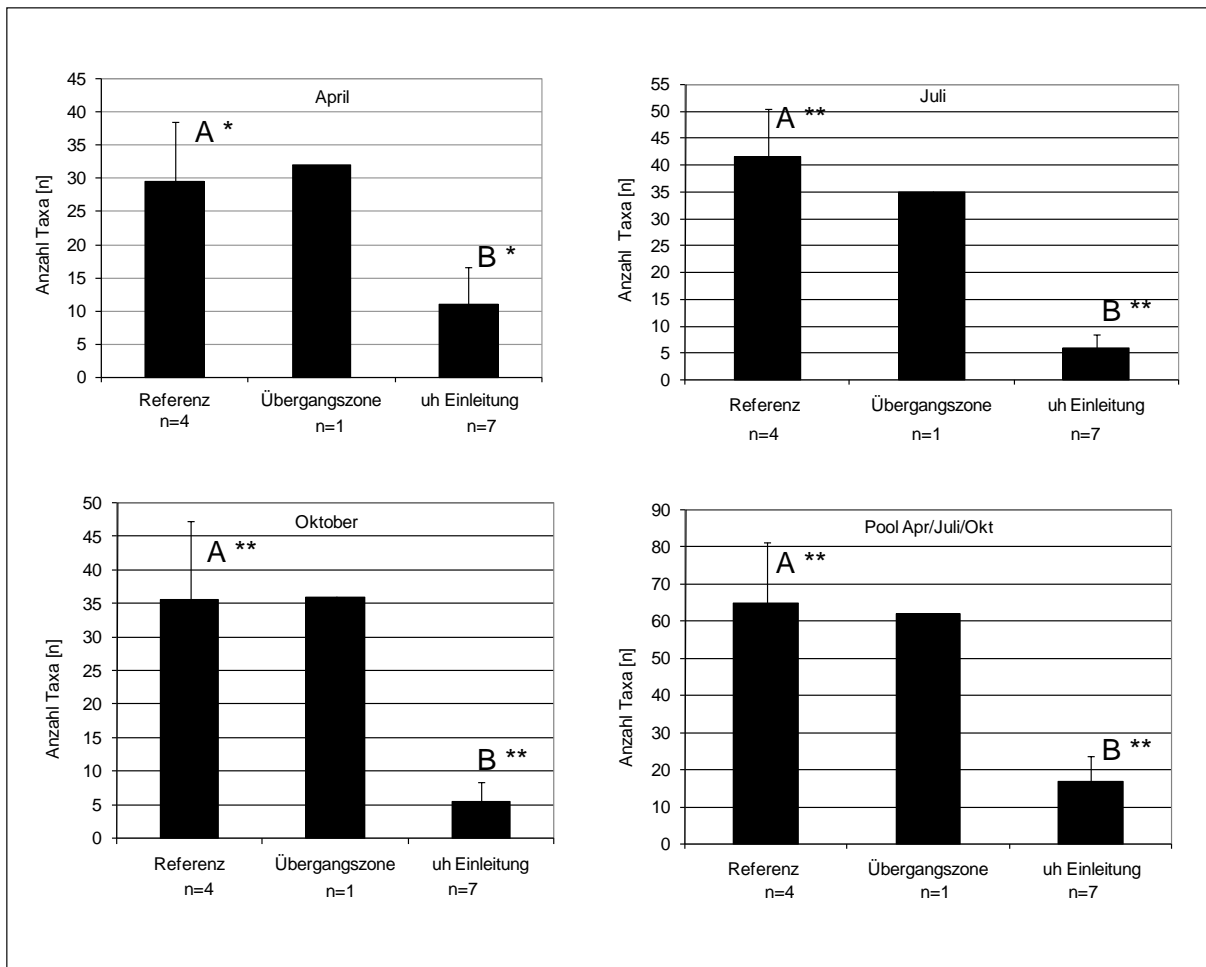 April
Anzahl Taxa [n]
45
40
35
30
25
20
15
10
5
0
A *
B *
Referenz Übergangszone uh Einleitung
n=4 n=1 n=7
Juli
Anzahl Taxa [n]
55
50
45
40
35
30
25
20
15
10
5
0
A **
B **
Referenz Übergangszone uh Einleitung
n=4 n=1 n=7
Oktober
Anzahl Taxa [n]
50
45
40
35
30
25
20
15
10
5
0
A **
B **
Referenz Übergangszone uh Einleitung
n=4 n=1 n=7
Pool Apr/Juli/Okt
Anzahl Taxa [n]
90
80
70
60
50
40
30
20
10
0
A **
B **
Referenz Übergangszone uh Einleitung
n=4 n=1 n=7